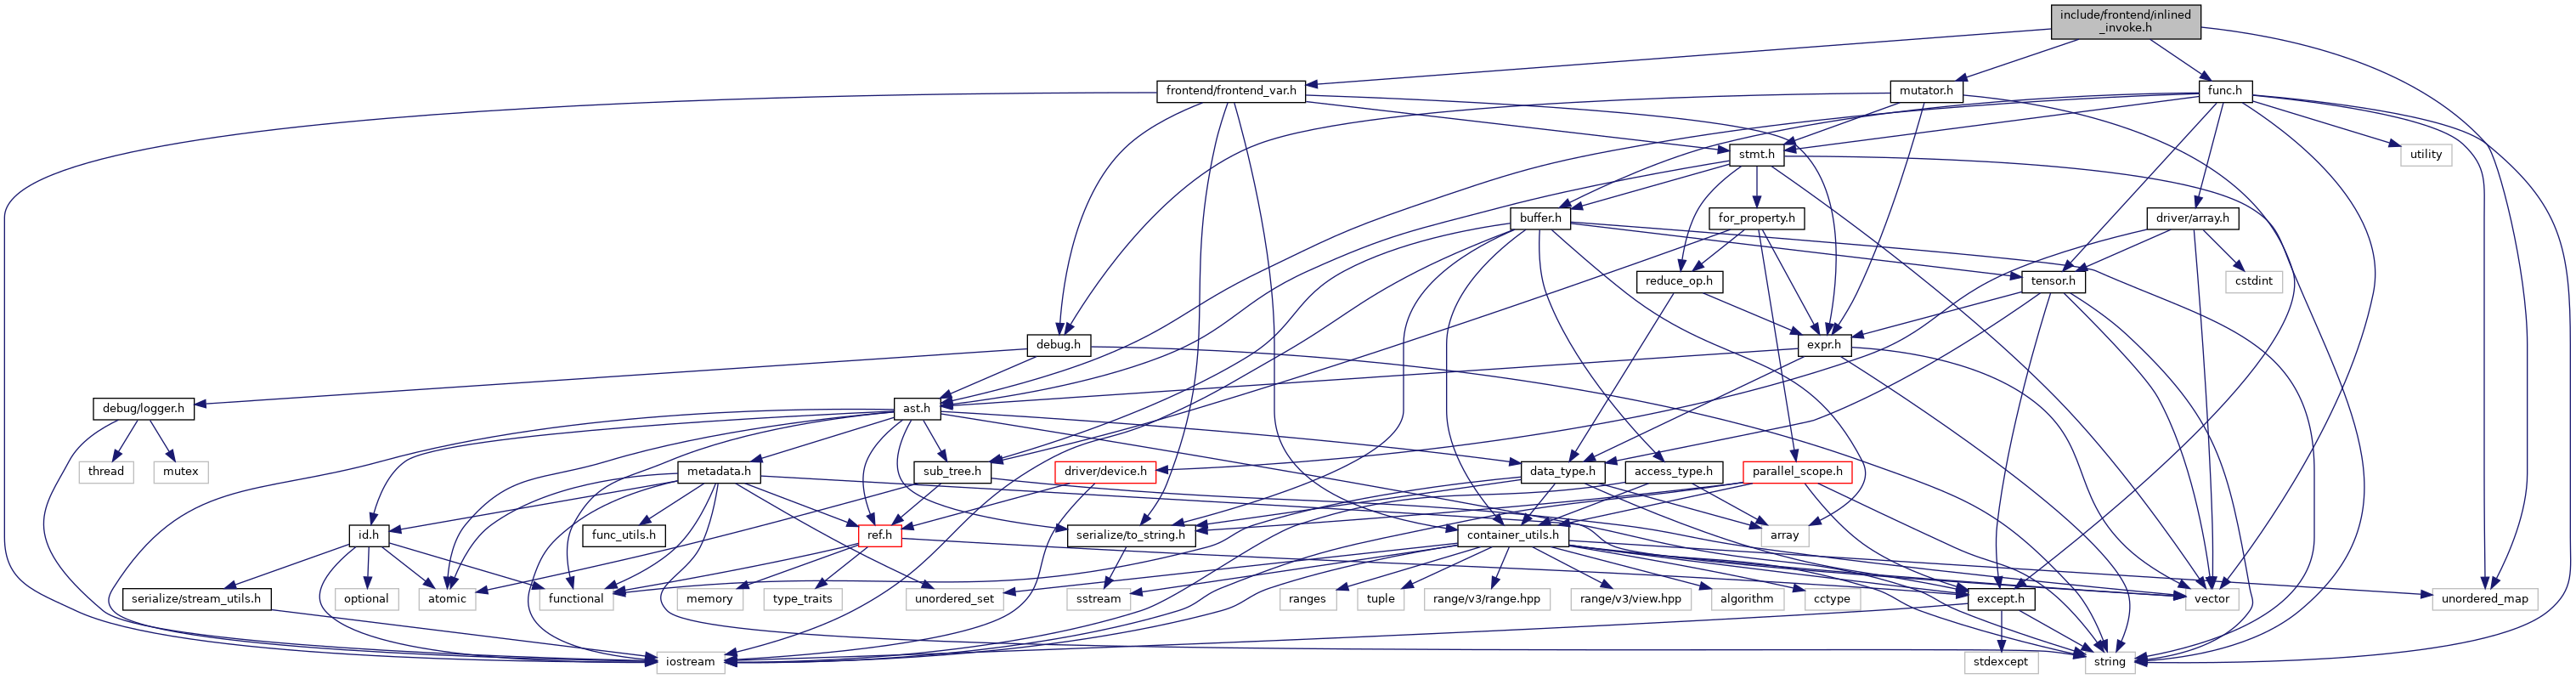 include/frontend/inlined
_invoke.h
frontend/frontend_var.h
mutator.h
func.h
stmt.h
utility
buffer.h
for_property.h
driver/array.h
reduce_op.h
tensor.h
cstdint
debug.h
expr.h
debug/logger.h
ast.h
thread
mutex
metadata.h
sub_tree.h
driver/device.h
data_type.h
access_type.h
parallel_scope.h
id.h
func_utils.h
ref.h
serialize/to_string.h
container_utils.h
array
serialize/stream_utils.h
optional
atomic
functional
memory
type_traits
unordered_set
sstream
ranges
tuple
range/v3/range.hpp
range/v3/view.hpp
algorithm
cctype
except.h
vector
unordered_map
iostream
stdexcept
string